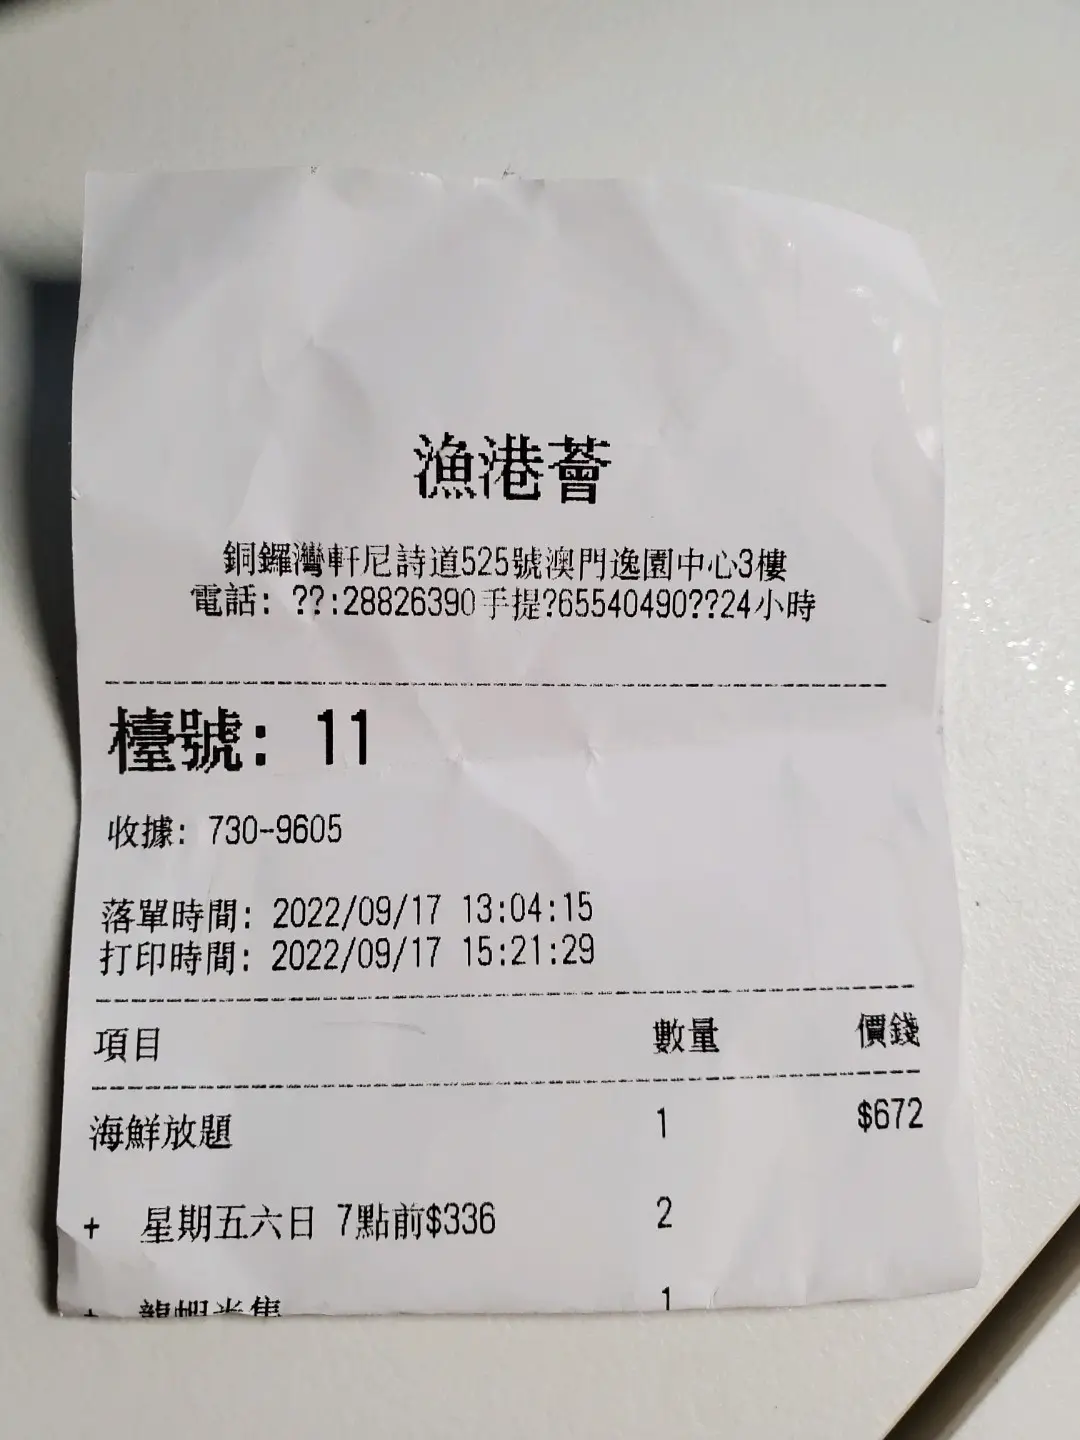 漁港薈
銅鑼灣軒尼詩道525號澳門逸園中心3樓
電話: ??:28826390手提?65540490??24小時
檯號: 11
收據: 730-9605
落單時間: 2022/09/17 13:04:15
打印時間: 2022/09/17 15:21:29
項目 數量 價錢
海鮮放題 1 $672
+ 星期五六日 7點前$336 2
+ 龍蝦 1